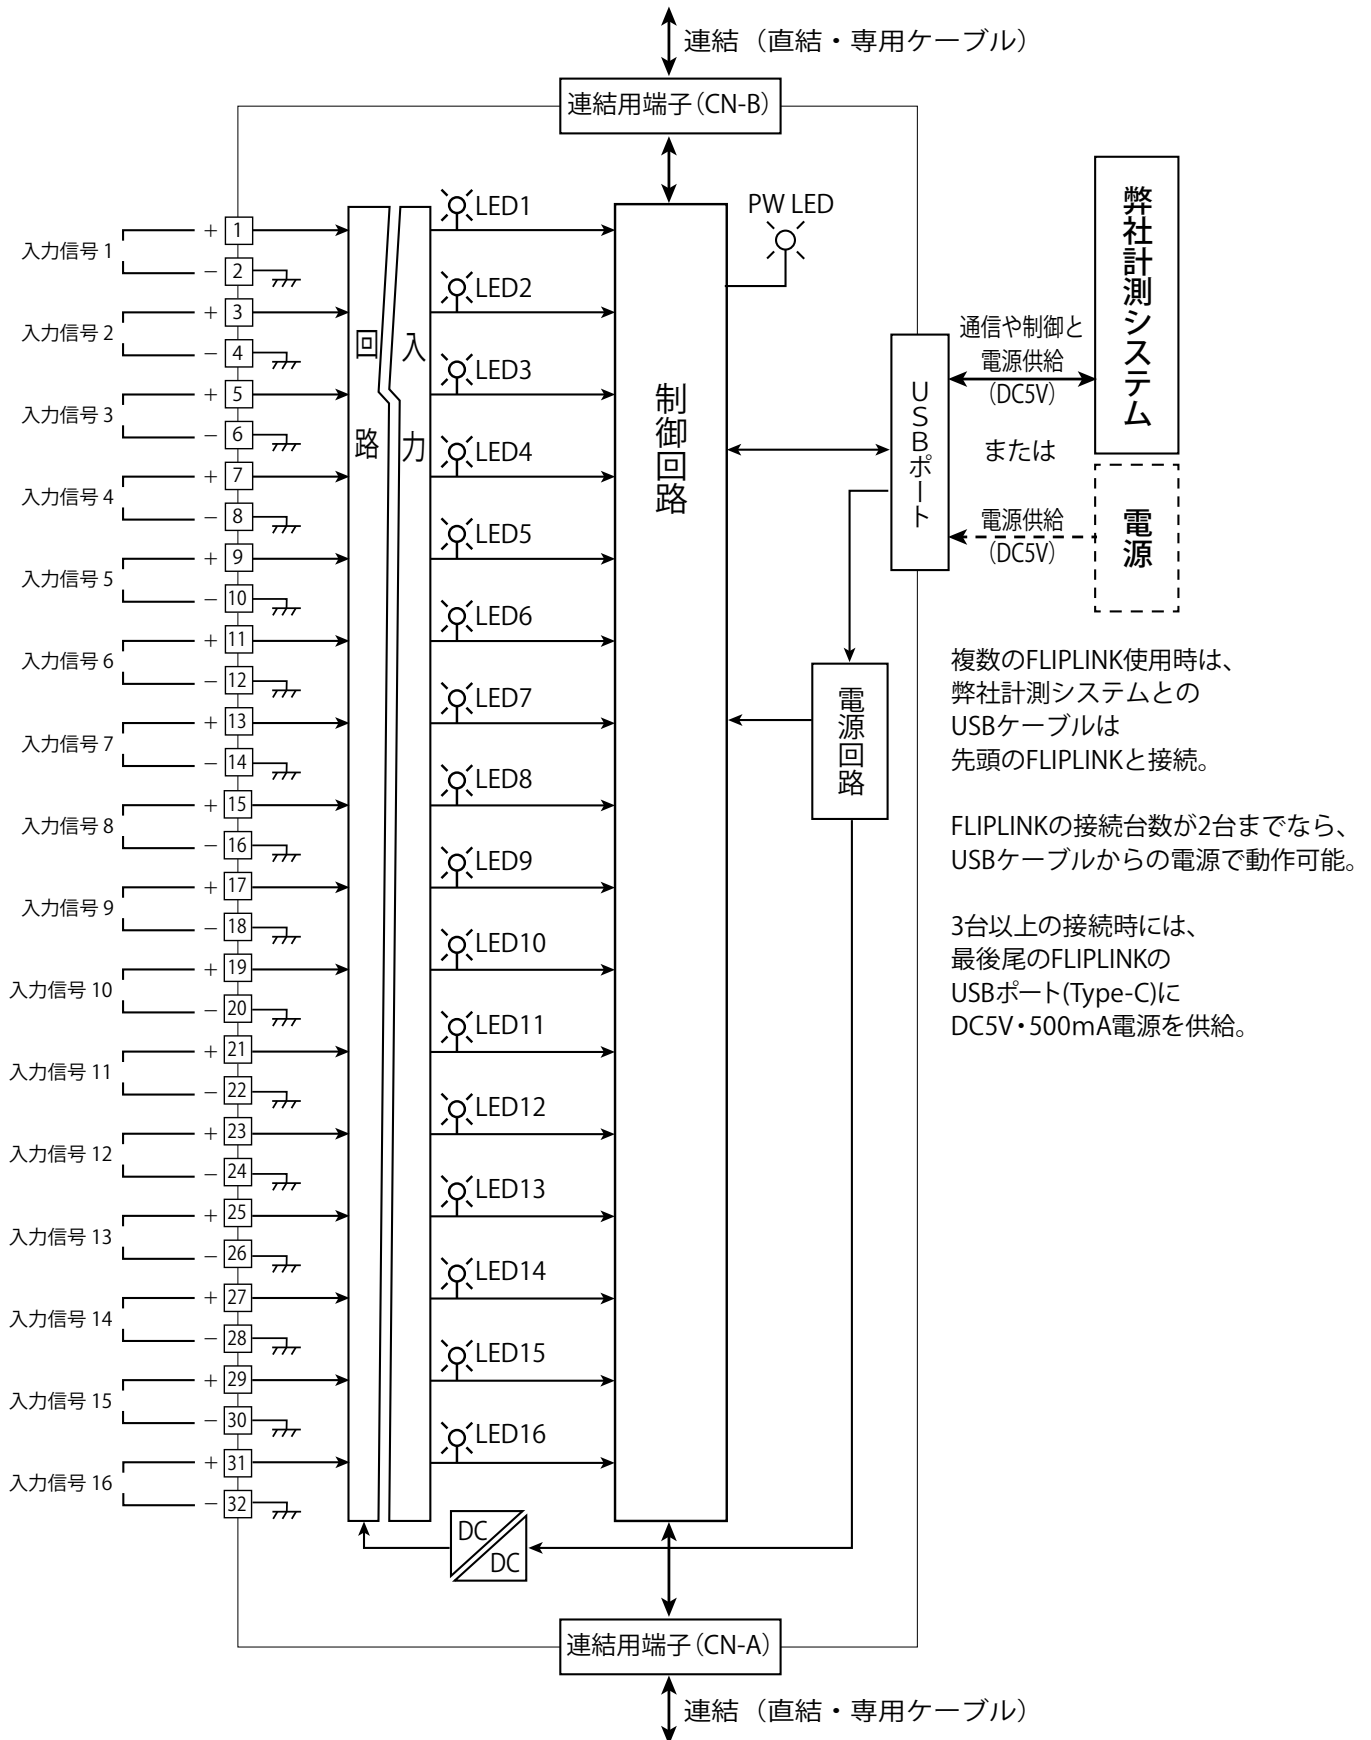 連結（直結・専用ケーブル）
連結用端子（CN-B）
LED1
PW LED
入力信号 1
＋ 1
－ 2
LED2
入力信号 2
＋ 3
－ 4
LED3
入力信号 3
＋ 5
－ 6
LED4
入力信号 4
＋ 7
－ 8
LED5
入力信号 5
＋ 9
－ 10
LED6
入力信号 6
＋ 11
－ 12
LED7
入力信号 7
＋ 13
－ 14
LED8
入力信号 8
＋ 15
－ 16
LED9
入力信号 9
＋ 17
－ 18
LED10
入力信号 10
＋ 19
－ 20
LED11
入力信号 11
＋ 21
－ 22
LED12
入力信号 12
＋ 23
－ 24
LED13
入力信号 13
＋ 25
－ 26
LED14
入力信号 14
＋ 27
－ 28
LED15
入力信号 15
＋ 29
－ 30
LED16
入力信号 16
＋ 31
－ 32
入力
回路
制御回路
USBポート
電源回路
DC
DC
弊社計測システム
通信や制御と
電源供給
（DC5V）
または
電源供給
（DC5V）
電源
複数のFLIPLINK使用時は、
弊社計測システムとの
USBケーブルは
先頭のFLIPLINKと接続。
FLIPLINKの接続台数が2台までなら、
USBケーブルからの電源で動作可能。
3台以上の接続時には、
最後尾のFLIPLINKの
USBポート(Type-C)に
DC5V・500mA電源を供給。
連結用端子（CN-A）
連結（直結・専用ケーブル）